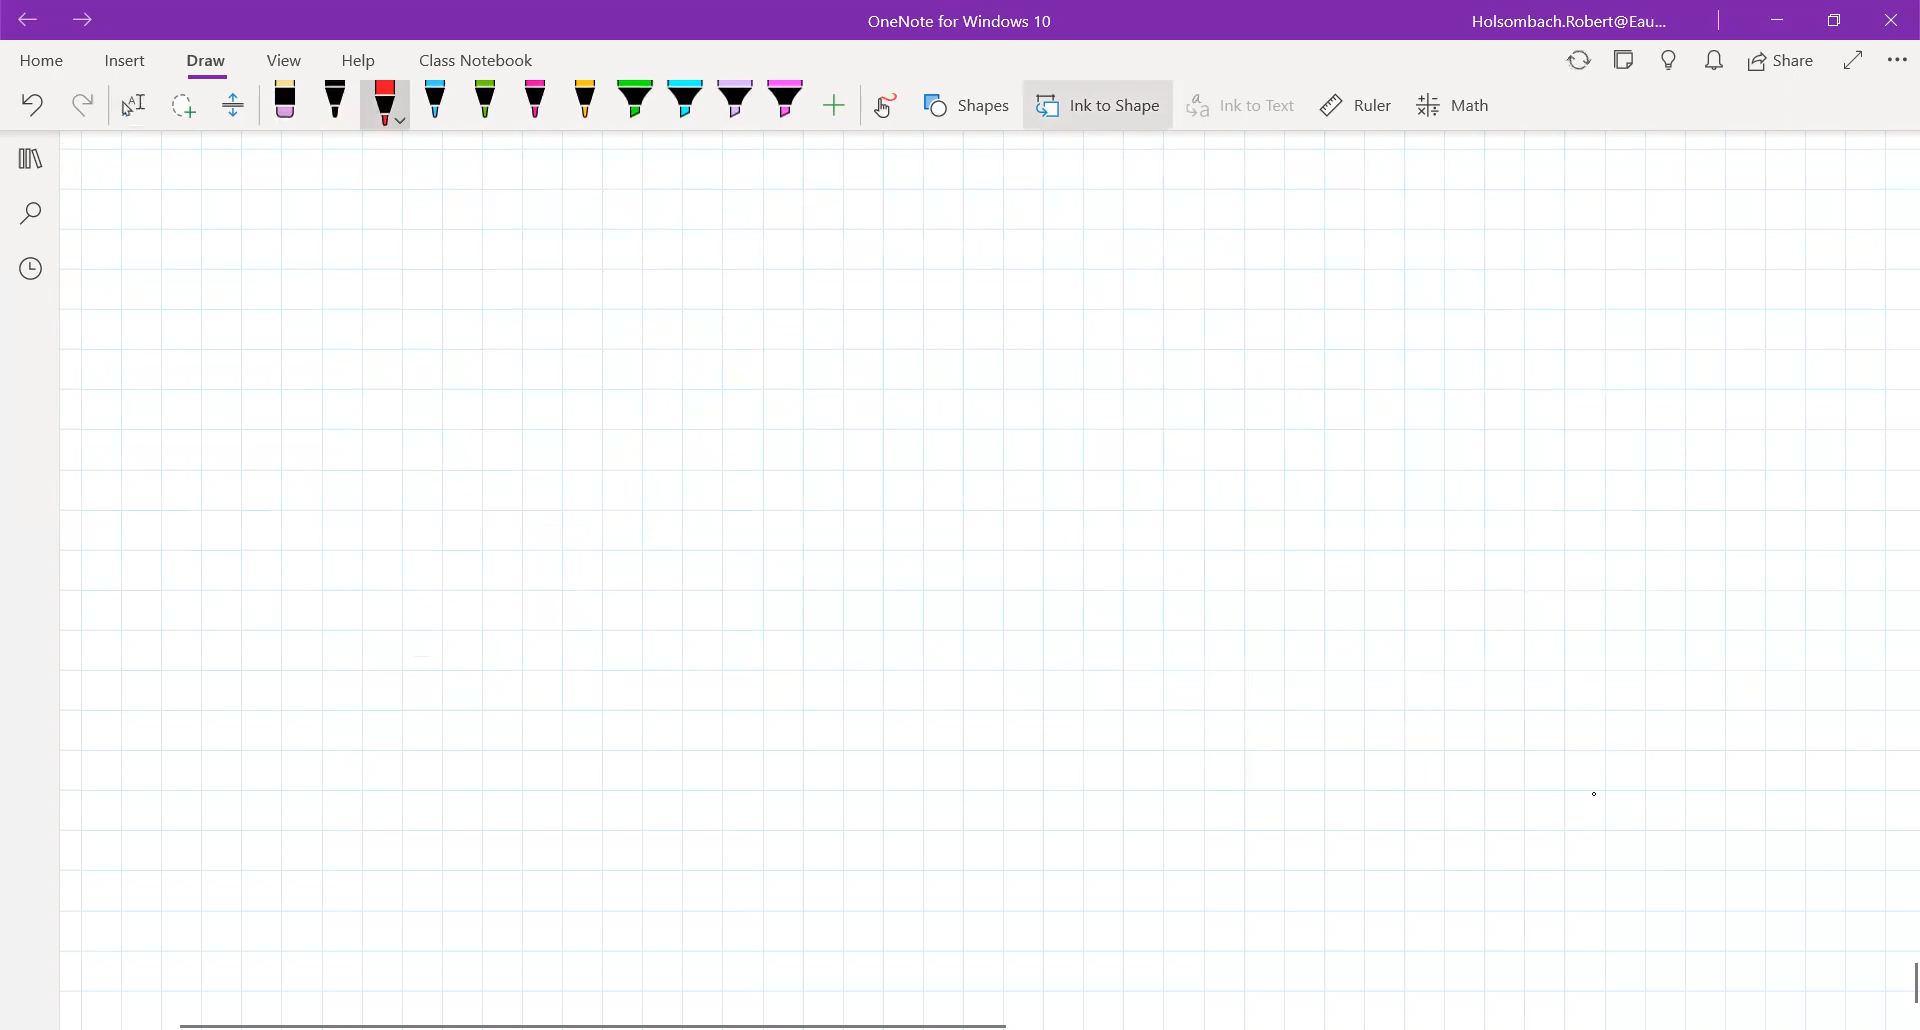 OneNote for Windows 10
Holsombach.Robert@Eau...
Home Insert Draw View Help Class Notebook
Share
Shapes Ink to Shape Ink to Text Ruler Math